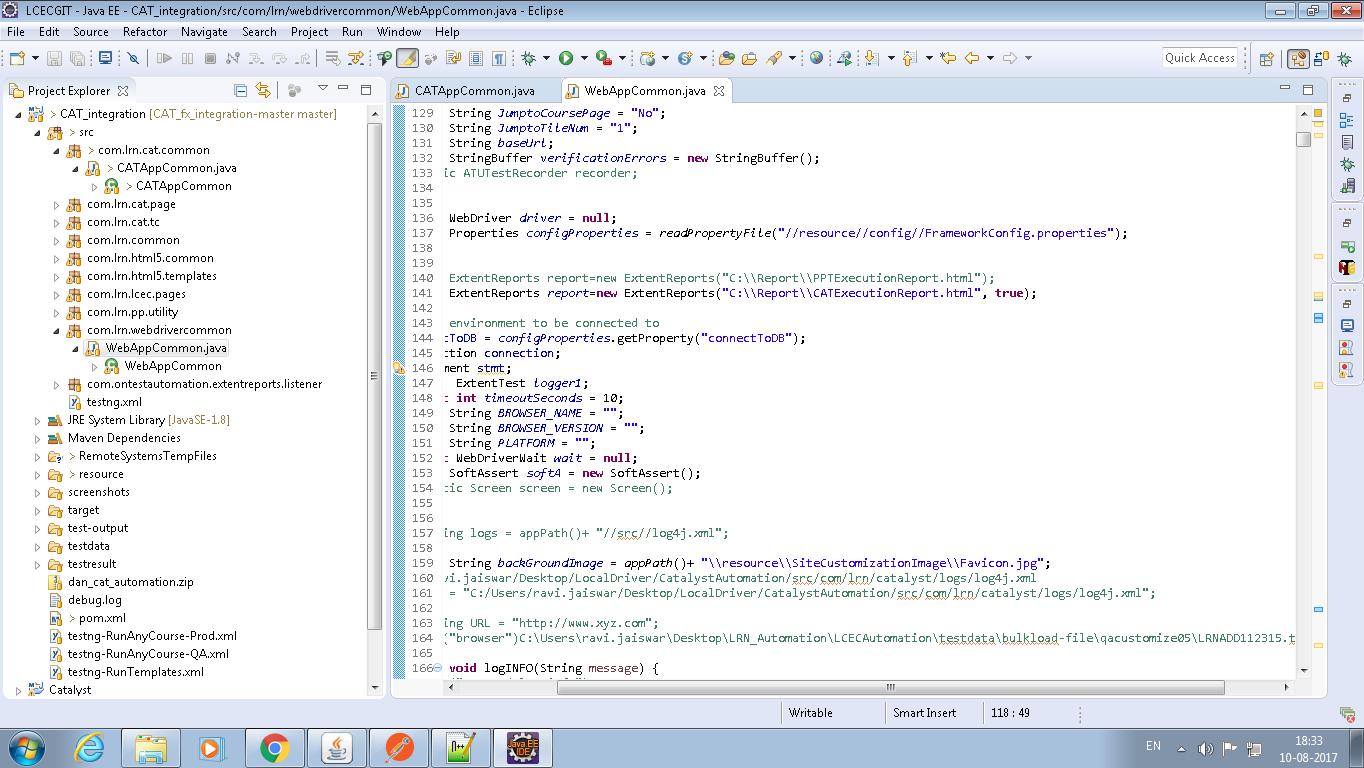 LCECGIT - Java EE - CAT_integration/src/com/lrn/webdrivercommon/WebAppCommon.java - Eclipse
File Edit Source Refactor Navigate Search Project Run Window Help
Quick Access
Project Explorer
> CAT_integration [CAT_fx_integration-master master]
> src
> com.lrn.cat.common
> CATAppCommon.java
> CATAppCommon
com.lrn.cat.page
com.lrn.cat.tc
com.lrn.common
com.lrn.html5.common
com.lrn.html5.templates
com.lrn.lcec.pages
com.lrn.pp.utility
com.lrn.webdrivercommon
WebAppCommon.java
WebAppCommon
com.ontestautomation.extentreports.listener
testng.xml
JRE System Library [JavaSE-1.8]
Maven Dependencies
> RemoteSystemsTempFiles
> resource
screenshots
target
test-output
testdata
testresult
dan_cat_automation.zip
debug.log
> pom.xml
testng-RunAnyCourse-Prod.xml
testng-RunAnyCourse-QA.xml
testng-RunTemplates.xml
Catalyst
CATAppCommon.java WebAppCommon.java
129 String JumptoCoursePage = "No";
130 String JumptoTileNum = "1";
131 String baseUrl;
132 StringBuffer verificationErrors = new StringBuffer();
133 ic ATUTestRecorder recorder;
134
135
136 WebDriver driver = null;
137 Properties configProperties = readPropertyFile("//resource//config//FrameworkConfig.properties");
138
139
140 ExtentReports report=new ExtentReports("C:\\Report\\PPTExecutionReport.html");
141 ExtentReports report=new ExtentReports("C:\\Report\\CATExecutionReport.html", true);
142
143 environment to be connected to
144 tToDB = configProperties.getProperty("connectToDB");
145 ction connection;
146 ment stmt;
147 ExtentTest logger1;
148 c int timeoutSeconds = 10;
149 String BROWSER_NAME = "";
150 String BROWSER_VERSION = "";
151 String PLATFORM = "";
152 c WebDriverWait wait = null;
153 SoftAssert softA = new SoftAssert();
154 tic Screen screen = new Screen();
155
156
157 ing logs = appPath()+ "//src//log4j.xml";
158
159 String backGroundImage = appPath()+ "\\resource\\SiteCustomizationImage\\Favicon.jpg";
160 vi.jaiswar/Desktop/LocalDriver/CatalystAutomation/src/com/lrn/catalyst/logs/log4j.xml
161 = "C:/Users/ravi.jaiswar/Desktop/LocalDriver/CatalystAutomation/src/com/lrn/catalyst/logs/log4j.xml";
162
163 ing URL = "http://www.xyz.com";
164 ("browser")C:\Users\ravi.jaiswar\Desktop\LRN_Automation\LCECAutomation\testdata\bulkload-file\qacustomize05\LRNADD112315.t
165
166 void logINFO(String message) {
Writable Smart Insert 118 : 49
Java EE IDE
EN
18:33
10-08-2017